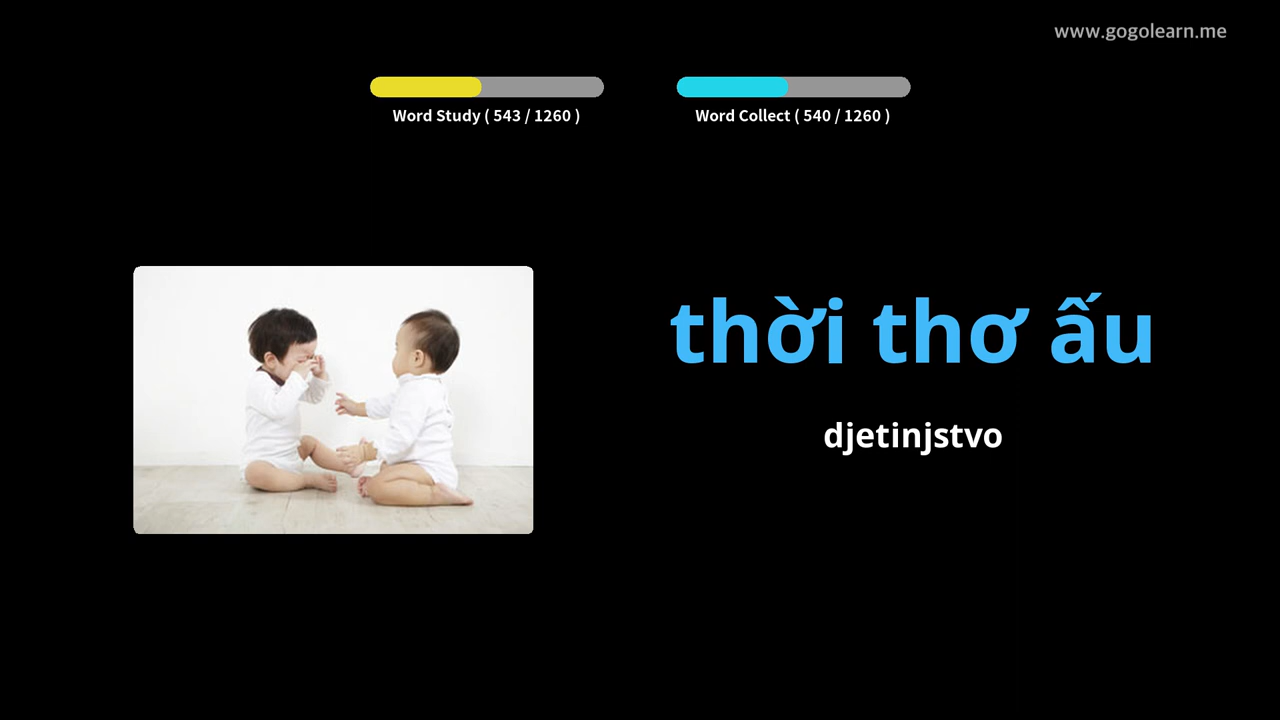 www.gogolearn.me
Word Study ( 543 / 1260 )
Word Collect ( 540 / 1260 )
thời thơ ấu
djetinjstvo